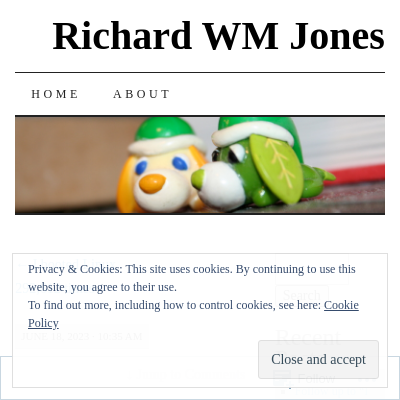 Richard WM Jones
HOME ABOUT
Privacy & Cookies: This site uses cookies. By continuing to use this
website, you agree to their use.
To find out more, including how to control cookies, see here: Cookie
Policy
Recent
Close and accept
Follow